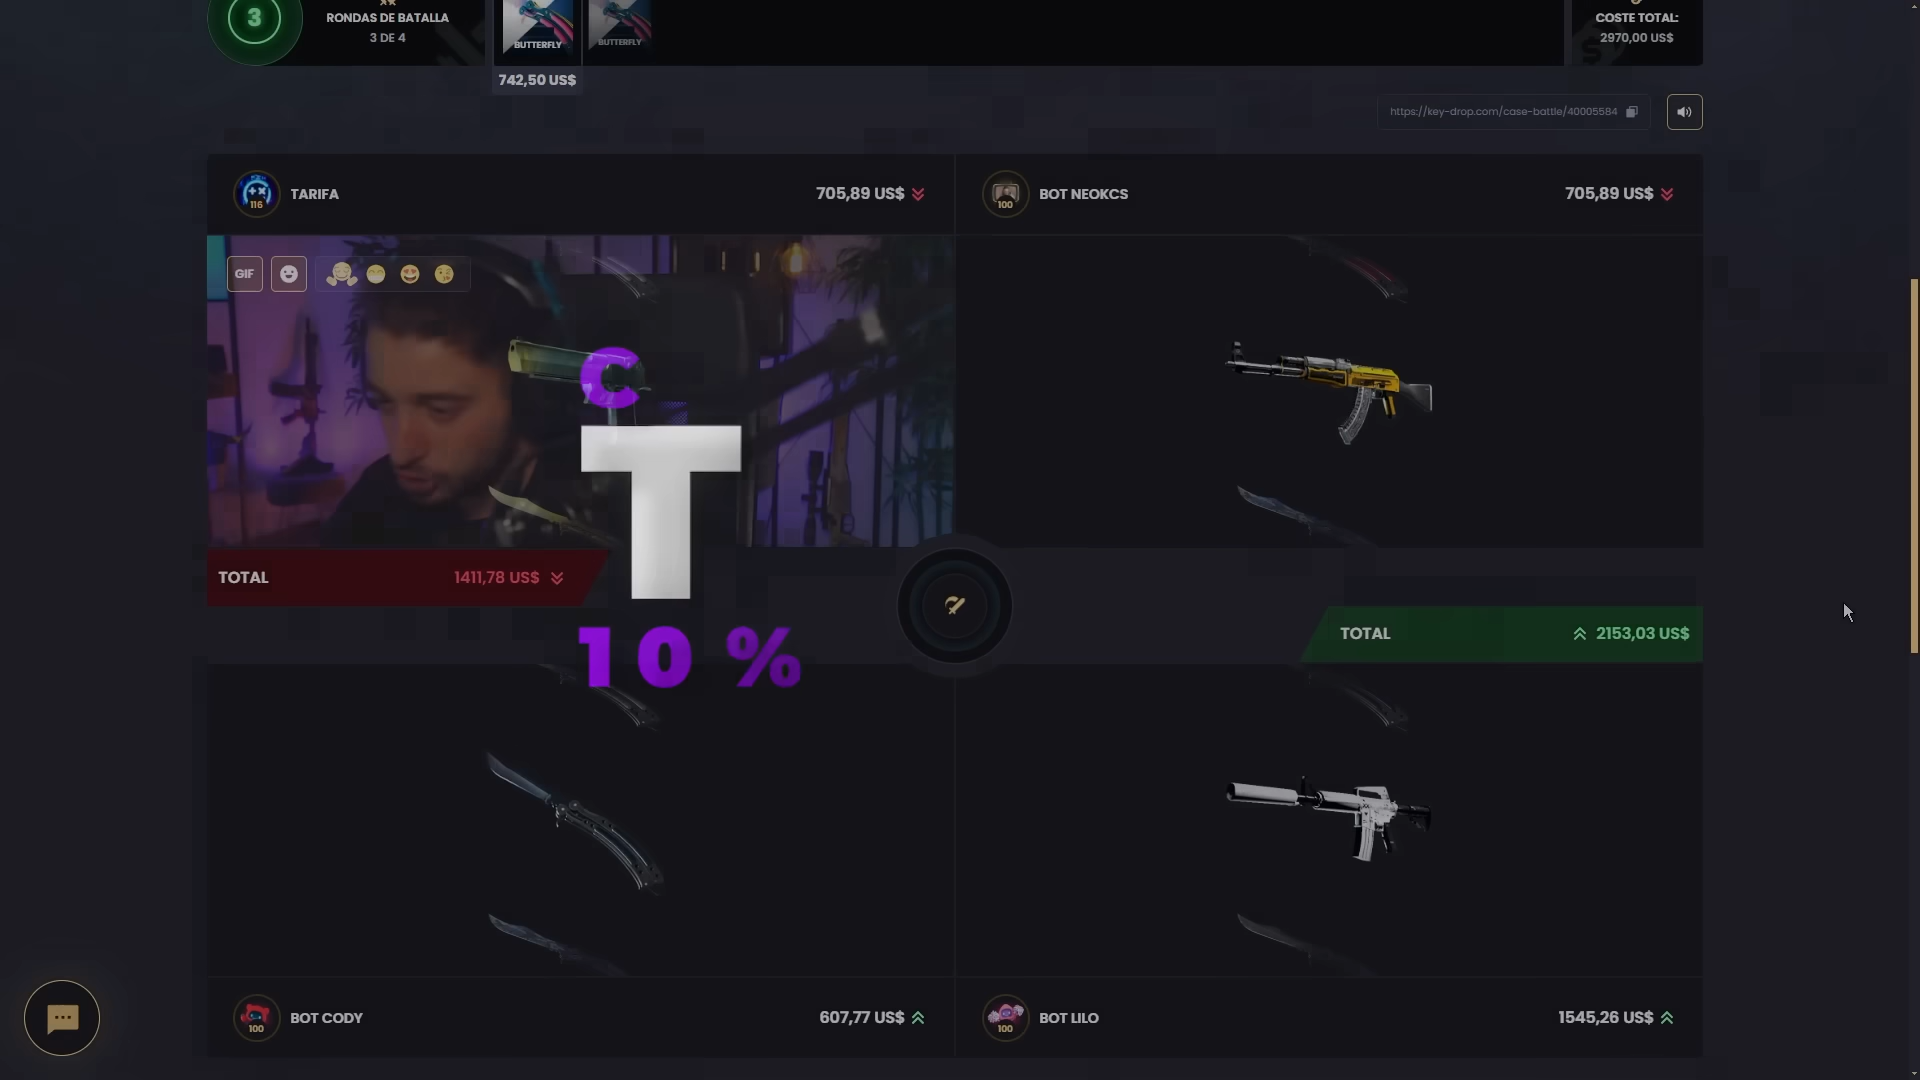 3
RONDAS DE BATALLA
3 DE 4
BUTTERFLY
BUTTERFLY
742,50 US$
COSTE TOTAL:
2970,00 US$
https://key-drop.com/case-battle/40005584
116
TARIFA
705,89 US$
100
BOT NEOKCS
705,89 US$
GIF
C
T
10 %
TOTAL
1411,78 US$
TOTAL
2153,03 US$
100
BOT CODY
607,77 US$
100
BOT LILO
1545,26 US$